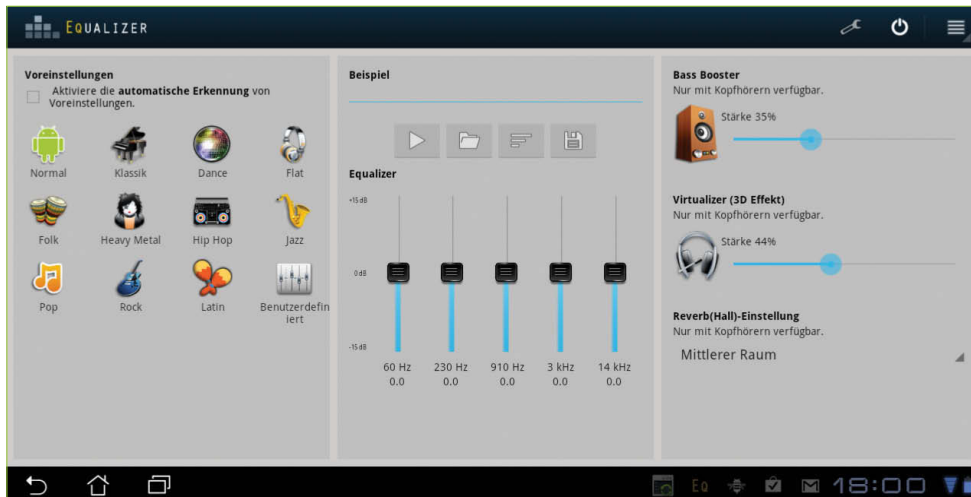 EQUALIZER
Voreinstellungen
Aktiviere die automatische Erkennung von
Voreinstellungen.
Normal
Klassik
Dance
Flat
Folk
Heavy Metal
Hip Hop
Jazz
Pop
Rock
Latin
Benutzerdefin
iert
Beispiel
Equalizer
+15 dB
0 dB
-15 dB
60 Hz
230 Hz
910 Hz
3 kHz
14 kHz
0.0
0.0
0.0
0.0
0.0
Bass Booster
Nur mit Kopfhörern verfügbar.
Stärke 35%
Virtualizer (3D Effekt)
Nur mit Kopfhörern verfügbar.
Stärke 44%
Reverb(Hall)-Einstellung
Nur mit Kopfhörern verfügbar.
Mittlerer Raum
EQ
18:00